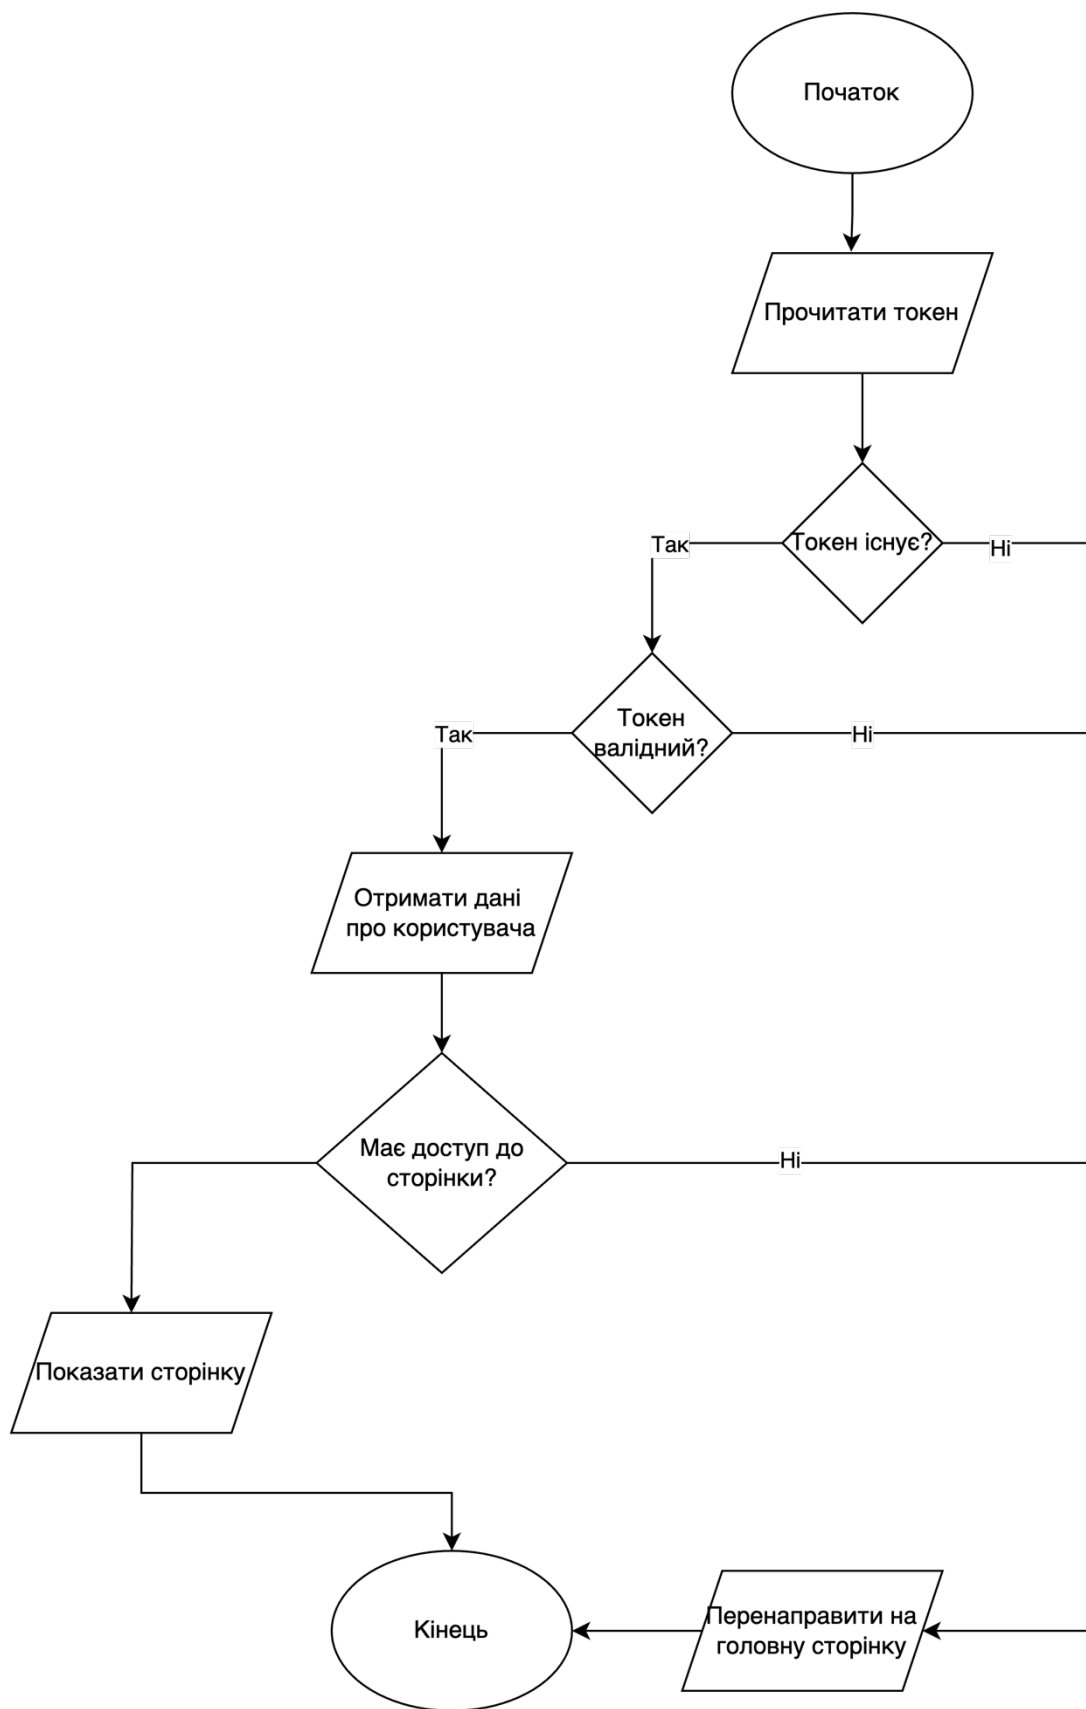 Початок
Прочитати токен
Токен існує?
Так
Ні
Токен
валідний?
Так
Ні
Отримати дані
про користувача
Має доступ до
сторінки?
Ні
Показати сторінку
Кінець
Перенаправити на
головну сторінку